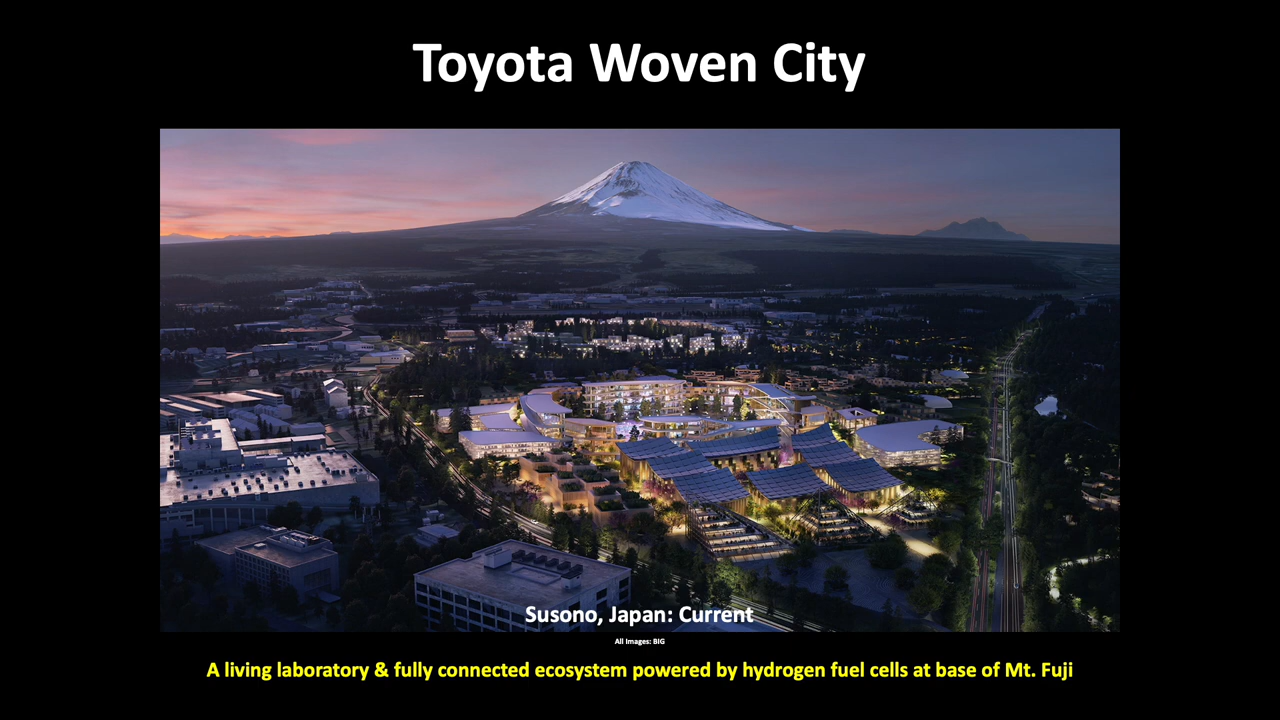 Toyota Woven City
Susono, Japan: Current
All Images: BIG
A living laboratory & fully connected ecosystem powered by hydrogen fuel cells at base of Mt. Fuji